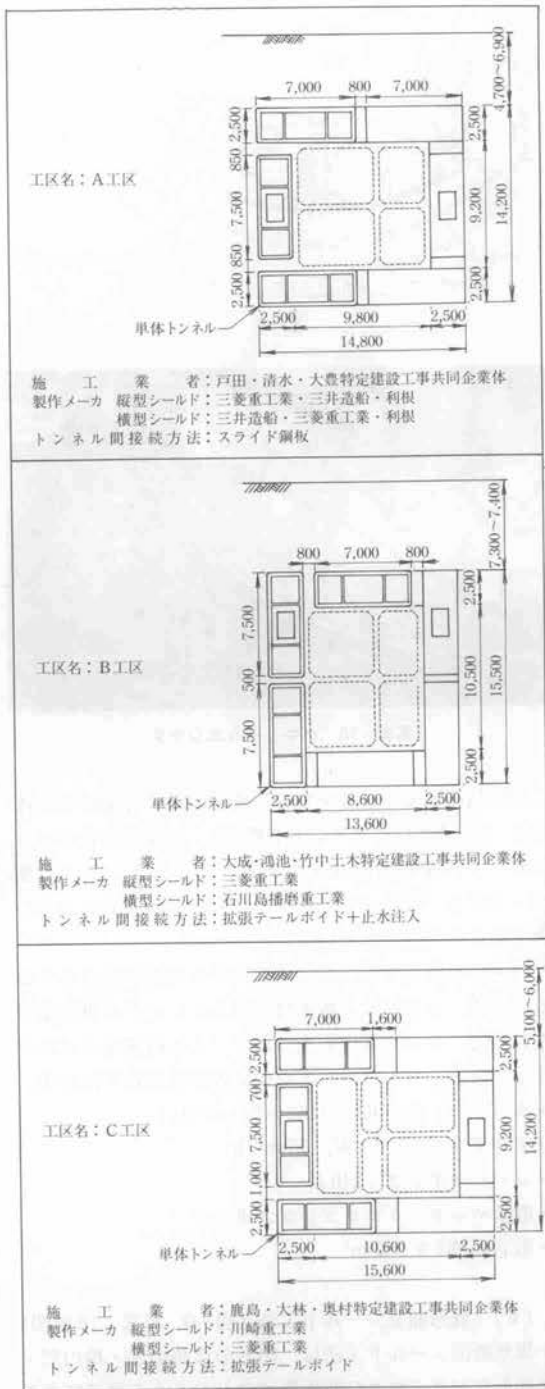 4,700～6,900
7,000 800 7,000
2,500
850
7,500
850
2,500
2,500
9,200
2,500
14,200
工区名：A工区
単体トンネル
2,500 9,800 2,500
14,800
施工業者：戸田・清水・大豊特定建設工事共同企業体
製作メーカ 縦型シールド：三菱重工業・三井造船・利根
横型シールド：三井造船・三菱重工業・利根
トンネル間接続方法：スライド鋼板
7,300～7,400
800 7,000 800
7,500
500
7,500
2,500
10,500
2,500
15,500
工区名：B工区
単体トンネル
2,500 8,600 2,500
13,600
施工業者：大成・鴻池・竹中土木特定建設工事共同企業体
製作メーカ 縦型シールド：三菱重工業
横型シールド：石川島播磨重工業
トンネル間接続方法：拡張テールボイド＋止水注入
5,100～6,000
7,000 1,600
2,500
700
7,500
1,000
2,500
2,500
9,200
2,500
14,200
工区名：C工区
単体トンネル
2,500 10,600 2,500
15,600
施工業者：鹿島・大林・奥村特定建設工事共同企業体
製作メーカ 縦型シールド：川崎重工業
横型シールド：三菱重工業
トンネル間接続方法：拡張テールボイド